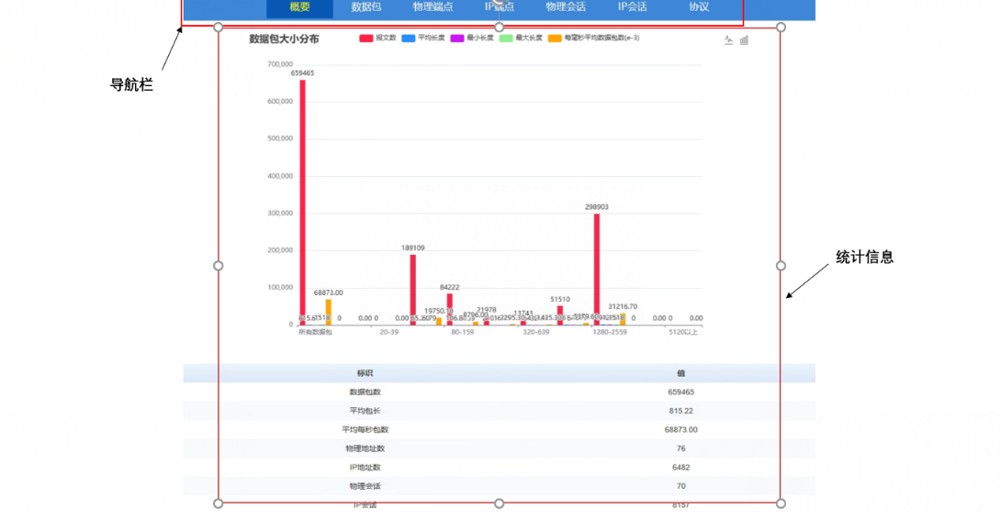 概要 数据包 物理端点 IP端点 物理会话 IP会话 协议
数据包大小分布 报文数 平均长度 最小长度 最大长度 每毫秒平均数据包数(e-3)
导航栏
统计信息
700,000
659465
600,000
500,000
400,000
300,000
298903
200,000
189109
100,000
84222
68873.00
51510
31216.70
21978
19750.10
13743
8796.00
0
0.00 0 0.00 0 0.00
0.00 0 0.00
所有数据包 20-39 80-159 320-639 1280-2559 5120以上
标识 值
数据包数 659465
平均包长 815.22
平均每秒包数 68873.00
物理地址数 76
IP地址数 6482
物理会话 70
IP会话 8157